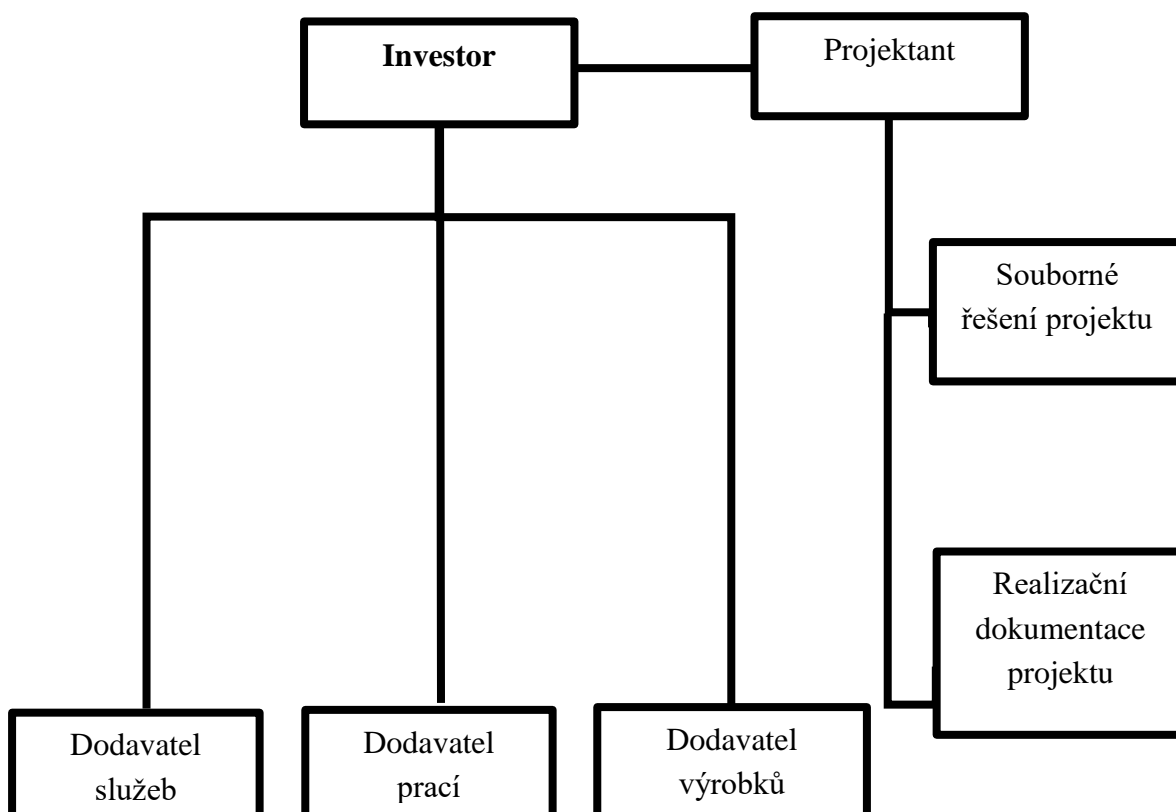 Investor
Projektant
Souborné
řešení projektu
Realizační
dokumentace
projektu
Dodavatel
služeb
Dodavatel
prací
Dodavatel
výrobků